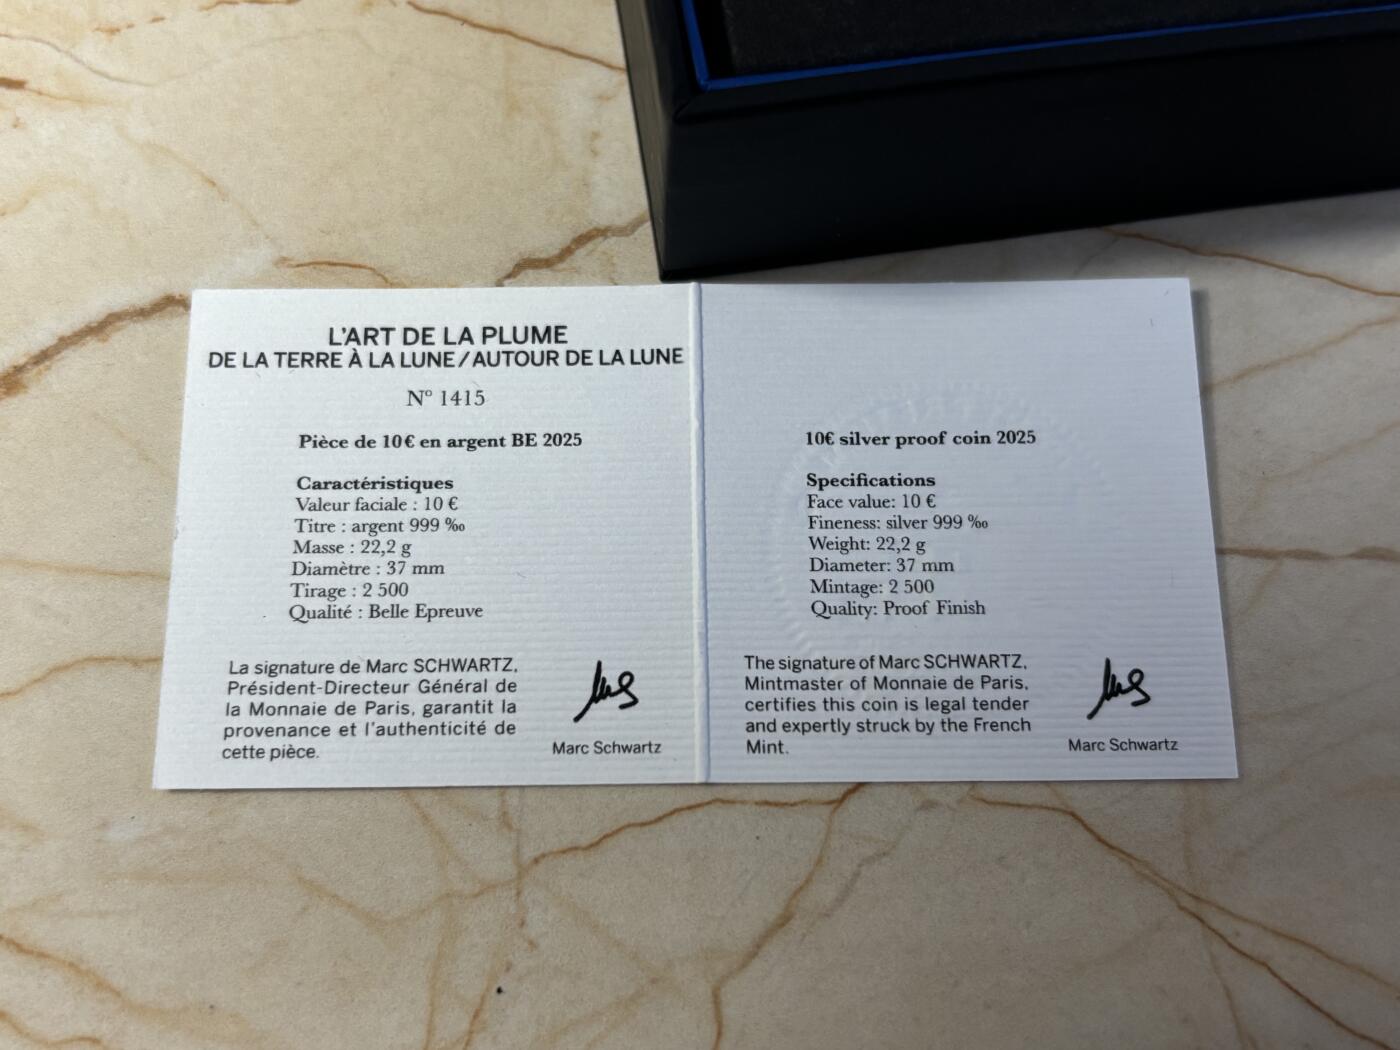 L'ART DE LA PLUME
DE LA TERRE À LA LUNE/AUTOUR DE LA LUNE
N° 1415
Pièce de 10€ en argent BE 2025
Caractéristiques
Valeur faciale : 10 €
Titre : argent 999 ‰
Masse : 22,2 g
Diamètre : 37 mm
Tirage : 2 500
Qualité : Belle Epreuve
La signature de Marc SCHWARTZ,
Président-Directeur Général de
la Monnaie de Paris, garantit la
provenance et l'authenticité de
cette pièce.
Marc Schwartz
10€ silver proof coin 2025
Specifications
Face value: 10 €
Fineness: silver 999 ‰
Weight: 22,2 g
Diameter: 37 mm
Mintage: 2 500
Quality: Proof Finish
The signature of Marc SCHWARTZ,
Mintmaster of Monnaie de Paris,
certifies this coin is legal tender
and expertly struck by the French
Mint.
Marc Schwartz